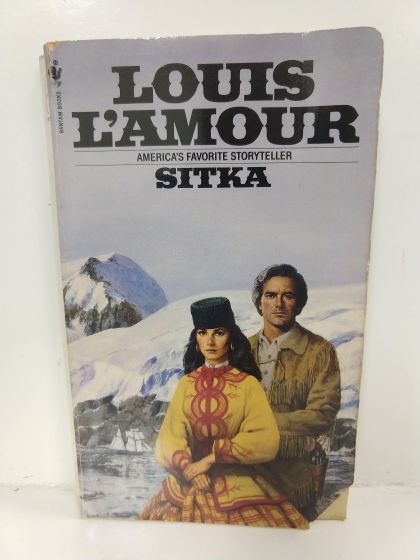 BANTAM BOOKS
LOUIS
L'AMOUR
AMERICA'S FAVORITE STORYTELLER
SITKA